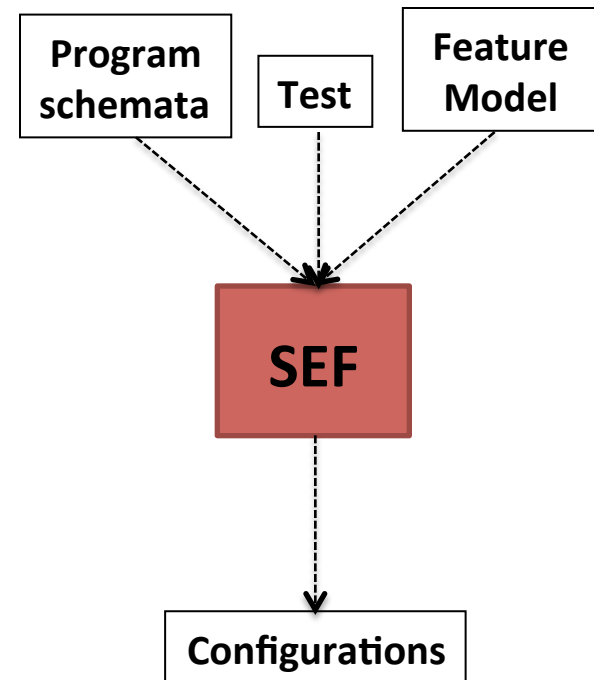 Program
schemata
Test
Feature
Model
SEF
Configurations